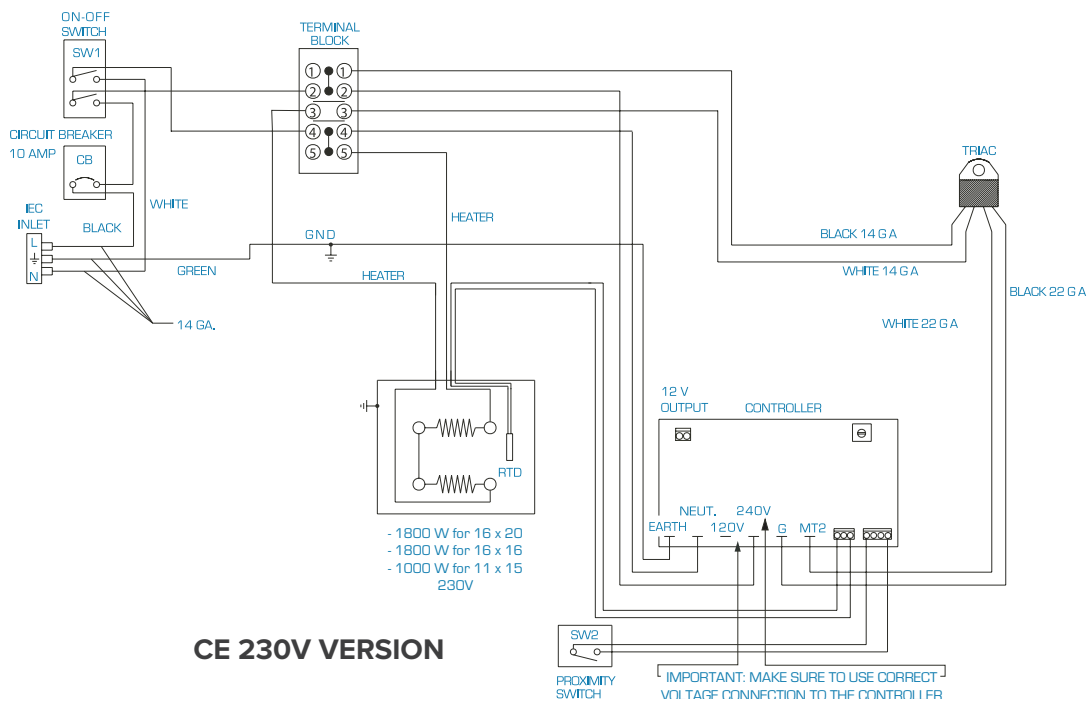 ON-OFF
SWITCH
SW1
TERMINAL
BLOCK
1 1
2 2
3 3
4 4
5 5
CIRCUIT BREAKER
10 AMP
CB
IEC
INLET
L
N
BLACK
WHITE
GREEN
14 GA.
GND
HEATER
HEATER
TRIAC
BLACK 14 G A
WHITE 14 G A
BLACK 22 G A
WHITE 22 G A
RTD
- 1800 W for 16 x 20
- 1800 W for 16 x 16
- 1000 W for 11 x 15
230V
12 V
OUTPUT
CONTROLLER
EARTH
NEUT.
120V
240V
G
MT2
SW2
PROXIMITY
SWITCH
IMPORTANT: MAKE SURE TO USE CORRECT
VOLTAGE CONNECTION TO THE CONTROLLER
CE 230V VERSION